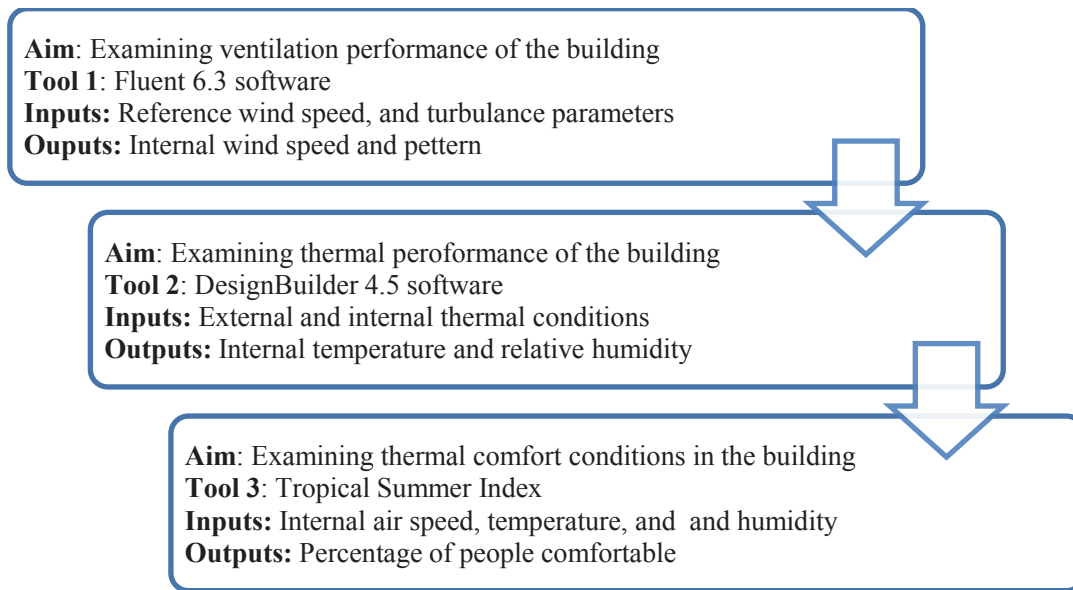 Aim: Examining ventilation performance of the building
Tool 1: Fluent 6.3 software
Inputs: Reference wind speed, and turbulance parameters
Ouputs: Internal wind speed and pettern
Aim: Examining thermal peroformance of the building
Tool 2: DesignBuilder 4.5 software
Inputs: External and internal thermal conditions
Outputs: Internal temperature and relative humidity
Aim: Examining thermal comfort conditions in the building
Tool 3: Tropical Summer Index
Inputs: Internal air speed, temperature, and and humidity
Outputs: Percentage of people comfortable